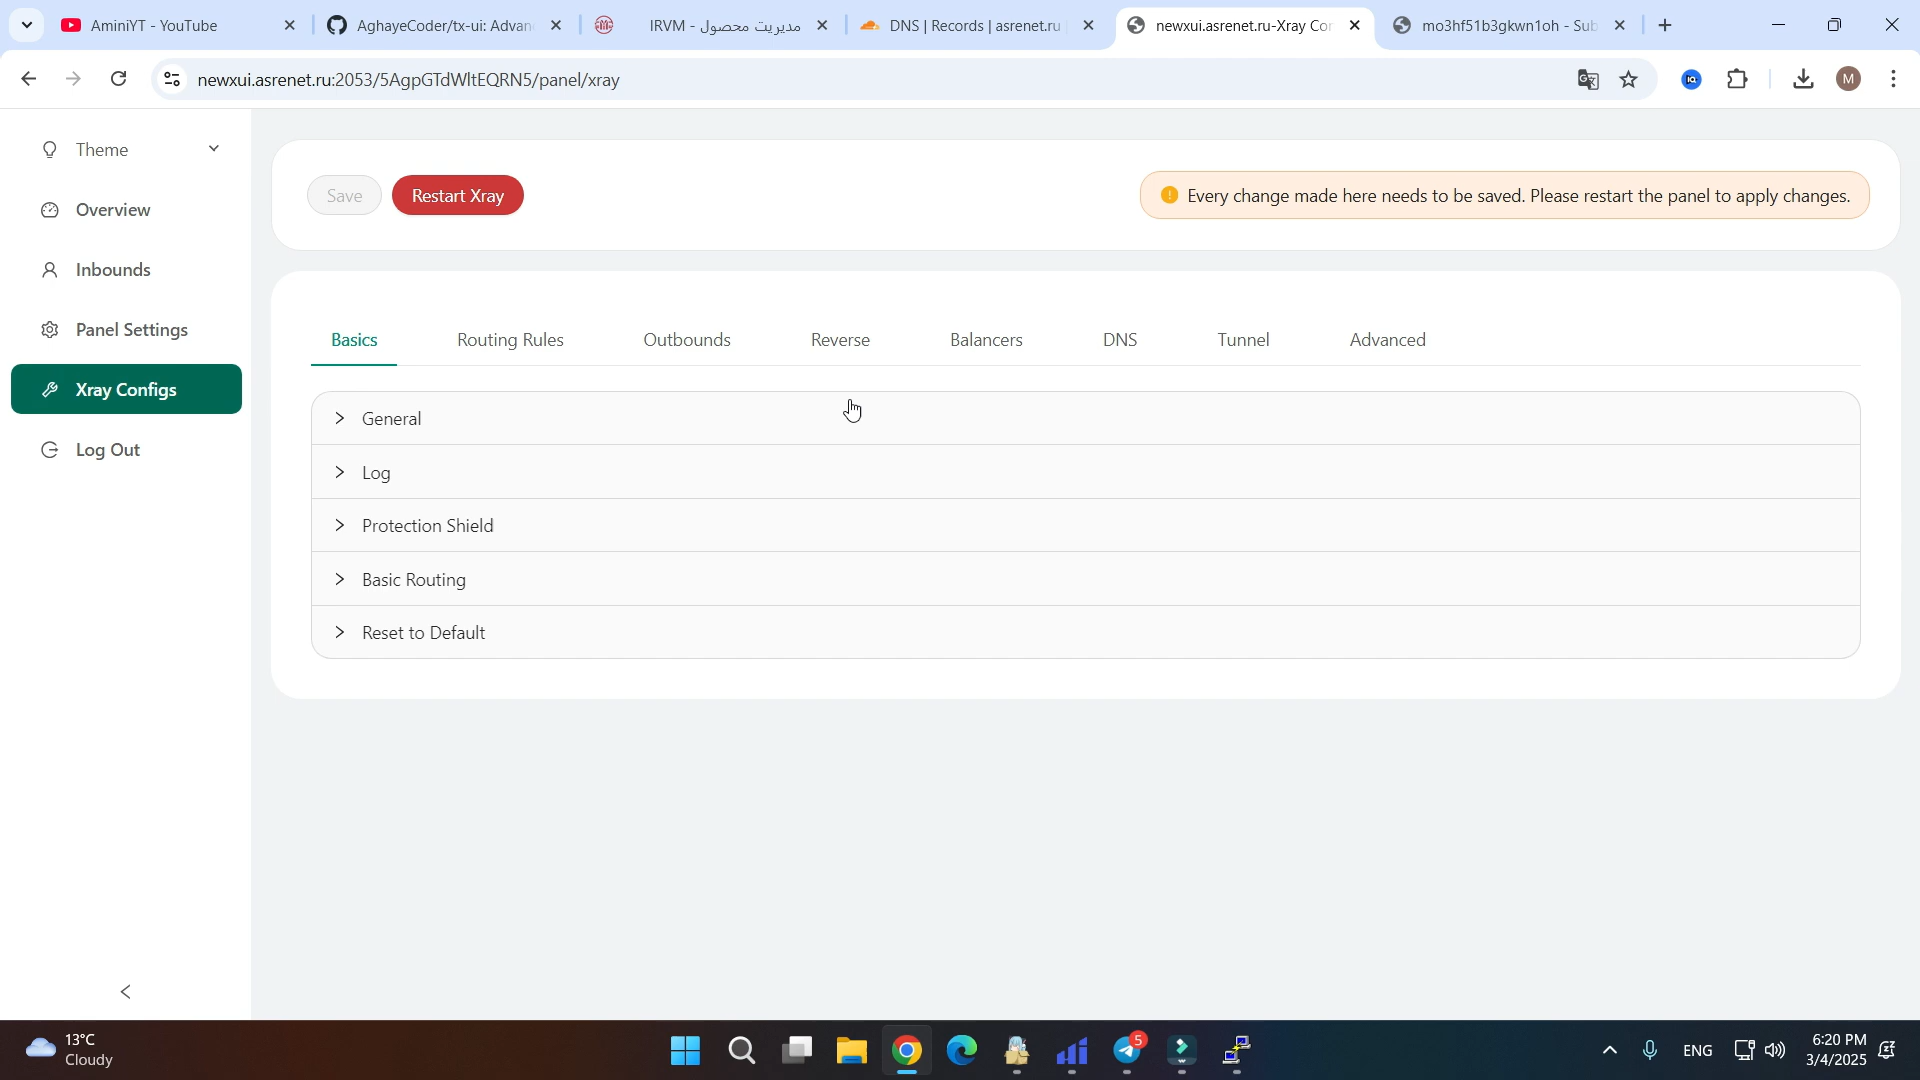 AminiYT - YouTube
AghayeCoder/tx-ui: Advan
IRVM - مدیریت محصول
DNS | Records | asrenet.ru
newxui.asrenet.ru-Xray Con
mo3hf51b3gkwn1oh - Sub
newxui.asrenet.ru:2053/5AgpGTdWltEQRN5/panel/xray
M
Theme
Overview
Inbounds
Panel Settings
Xray Configs
Log Out
Save
Restart Xray
Every change made here needs to be saved. Please restart the panel to apply changes.
Basics
Routing Rules
Outbounds
Reverse
Balancers
DNS
Tunnel
Advanced
General
Log
Protection Shield
Basic Routing
Reset to Default
13°C
Cloudy
5
ENG
6:20 PM
3/4/2025